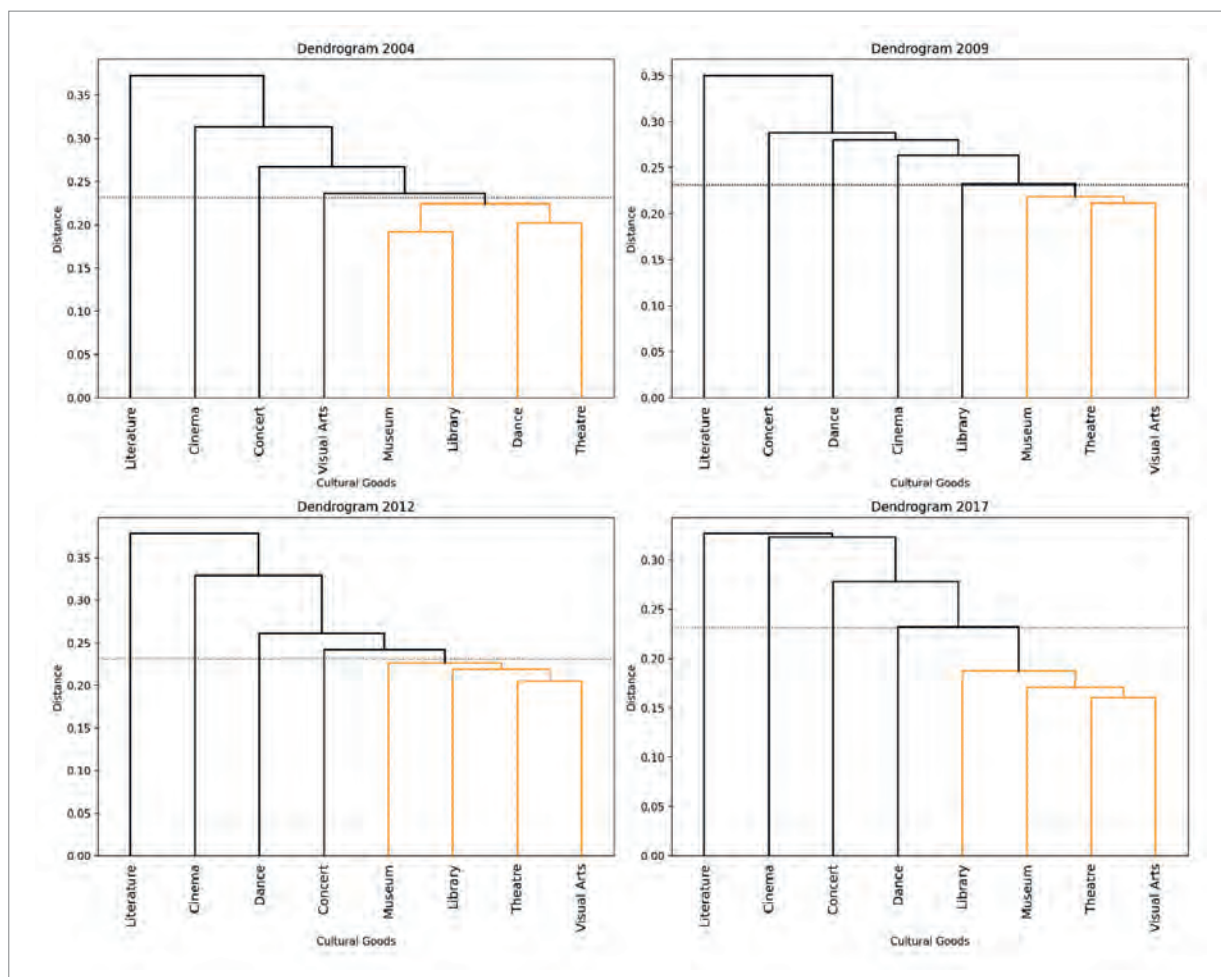 Dendrogram 2004
0.35
0.30
0.25
0.20
0.15
0.10
0.05
0.00
Distance
Literature
Cinema
Concert
Visual Arts
Museum
Library
Dance
Theatre
Cultural Goods
Dendrogram 2009
0.35
0.30
0.25
0.20
0.15
0.10
0.05
0.00
Distance
Literature
Concert
Dance
Cinema
Library
Museum
Theatre
Visual Arts
Cultural Goods
Dendrogram 2012
0.35
0.30
0.25
0.20
0.15
0.10
0.05
0.00
Distance
Literature
Cinema
Dance
Concert
Museum
Library
Theatre
Visual Arts
Cultural Goods
Dendrogram 2017
0.30
0.25
0.20
0.15
0.10
0.05
0.00
Distance
Literature
Cinema
Concert
Dance
Library
Museum
Theatre
Visual Arts
Cultural Goods